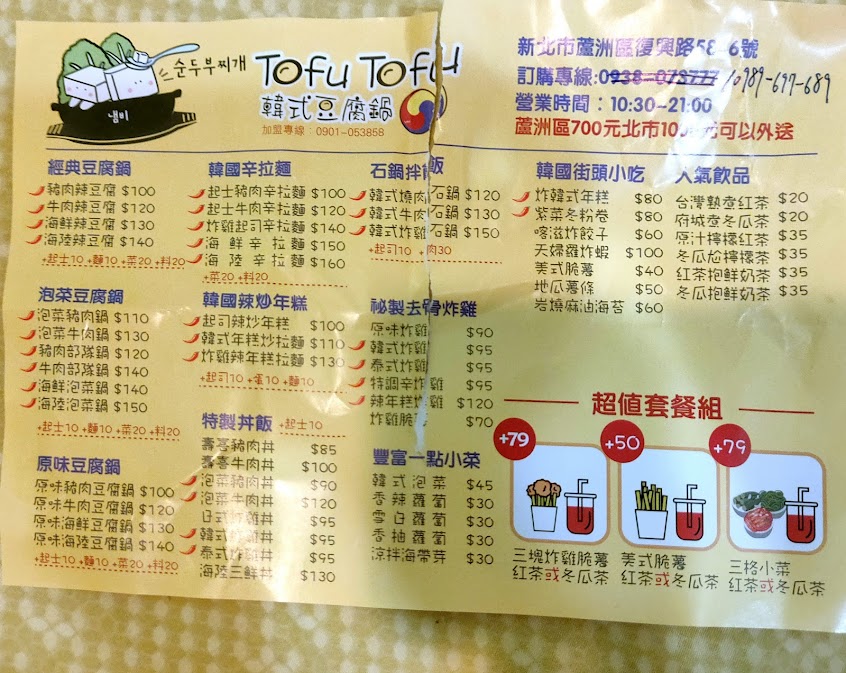 순두부찌개
냄비
TOFU TOFU
韓式豆腐鍋
加盟專線：0901-053858
新北市蘆洲區復興路58-6號
訂購專線:0938-073777 /0989-677-689
營業時間：10:30~21:00
蘆洲區700元北市10 元可以外送
經典豆腐鍋
豬肉辣豆腐 $100
牛肉辣豆腐 $120
海鮮辣豆腐 $130
海陸辣豆腐 $140
+起士10 +麵10 +菜20 +料20
泡菜豆腐鍋
泡菜豬肉鍋 $110
泡菜牛肉鍋 $130
豬肉部隊鍋 $120
牛肉部隊鍋 $140
海鮮泡菜鍋 $140
海陸泡菜鍋 $150
+起士10 +麵10 +菜20 +料20
原味豆腐鍋
原味豬肉豆腐鍋 $100
原味牛肉豆腐鍋 $120
原味海鮮豆腐鍋 $130
原味海陸豆腐鍋 $140
+起士10 +麵10 +菜20 +料20
韓國辛拉麵
起士豬肉辛拉麵 $100
起士牛肉辛拉麵 $120
炸雞起司辛拉麵 $140
海鮮辛拉麵 $150
海陸辛拉麵 $160
+菜20 +料20
韓國辣炒年糕
起司辣炒年糕 $100
韓式年糕炒拉麵 $110
炸雞辣年糕拉麵 $130
+起司10 +蛋10 +麵10
特製丼飯 +起士10
壽喜豬肉丼 $85
壽喜牛肉丼 $100
泡菜豬肉丼 $90
泡菜牛肉丼 $120
日式炸雞丼 $95
韓式炸雞丼 $95
泰式炸雞丼 $95
海陸三鮮丼 $130
石鍋拌飯
韓式燒肉石鍋 $120
韓式牛肉石鍋 $130
韓式炸雞石鍋 $150
+起司10 +肉30
祕製去骨炸雞
原味炸雞 $90
韓式炸雞 $95
泰式炸雞 $95
特調辛炸雞 $95
辣年糕炸雞 $120
炸雞脆薯 $70
豐富一點小菜
韓式泡菜 $45
香辣蘿蔔 $30
雪白蘿蔔 $30
香柚蘿蔔 $30
涼拌海帶芽 $30
韓國街頭小吃
炸韓式年糕 $80
紫菜冬粉卷 $80
喀滋炸餃子 $60
天婦羅炸蝦 $100
美式脆薯 $40
地瓜薯條 $50
岩燒麻油海苔 $60
人氣飲品
台灣熟查紅茶 $20
府城查冬瓜茶 $20
原汁檸檬紅茶 $35
冬瓜尬檸檬茶 $35
紅茶抱鮮奶茶 $35
冬瓜抱鮮奶茶 $35
超值套餐組
+79
+50
+79
三塊炸雞脆薯
紅茶或冬瓜茶
美式脆薯
紅茶或冬瓜茶
三格小菜
紅茶或冬瓜茶